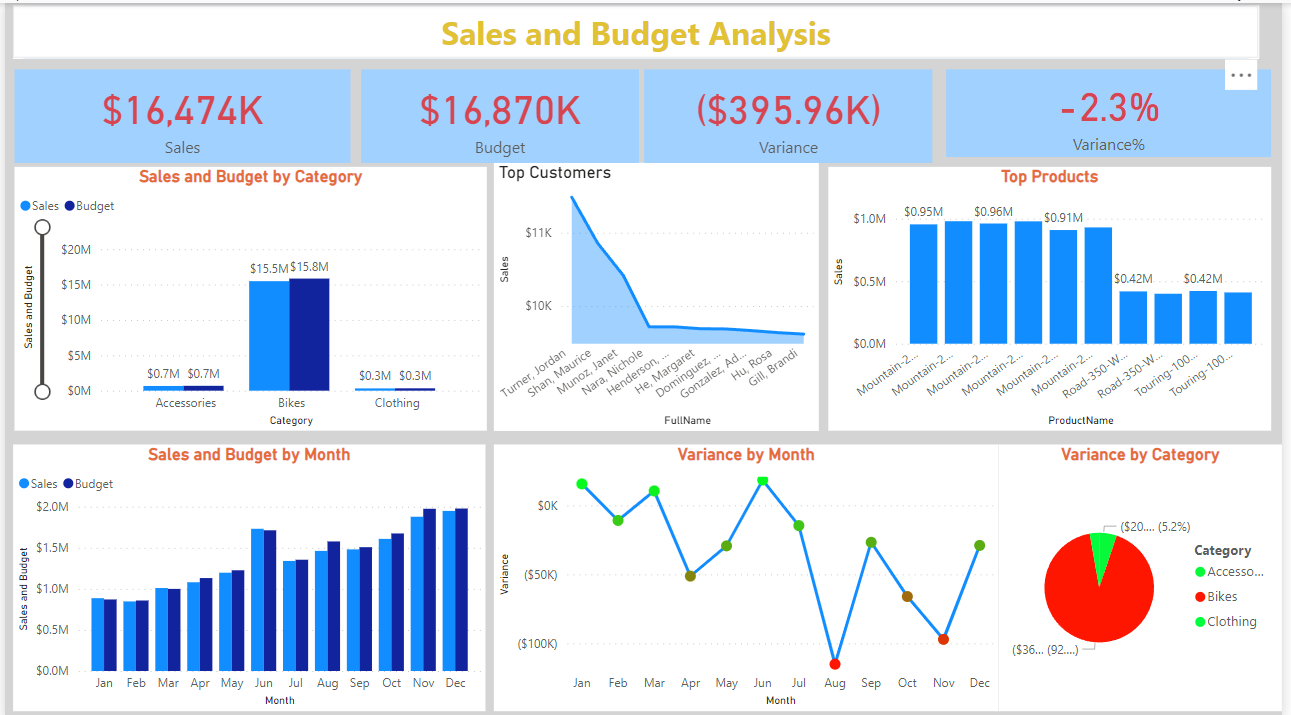 Sales and Budget Analysis
$16,474K
Sales
$16,870K
Budget
($395.96K)
Variance
-2.3%
Variance%
Sales and Budget by Category
Sales Budget
Sales and Budget
$20M
$15M
$10M
$5M
$0M
$0.7M $0.7M
$15.5M $15.8M
$0.3M $0.3M
Accessories Bikes Clothing
Category
Top Customers
Sales
$11K
$10K
Turner, Jordan
Shan, Maurice
Munoz, Janet
Nara, Nichole
Henderson, ...
He, Margaret
Dominguez, ...
Gonzalez, Ad...
Hu, Rosa
Gill, Brandi
FullName
Top Products
Sales
$1.0M
$0.5M
$0.0M
$0.95M $0.96M $0.91M $0.42M $0.42M
Mountain-2...
Mountain-2...
Mountain-2...
Mountain-2...
Mountain-2...
Mountain-2...
Road-350-W...
Road-350-W...
Touring-100...
Touring-100...
ProductName
Sales and Budget by Month
Sales Budget
Sales and Budget
$2.0M
$1.5M
$1.0M
$0.5M
$0.0M
Jan Feb Mar Apr May Jun Jul Aug Sep Oct Nov Dec
Month
Variance by Month
Variance
$0K
($50K)
($100K)
Jan Feb Mar Apr May Jun Jul Aug Sep Oct Nov Dec
Month
Variance by Category
($20.... (5.2%)
($36... (92....)
Category
Accesso...
Bikes
Clothing